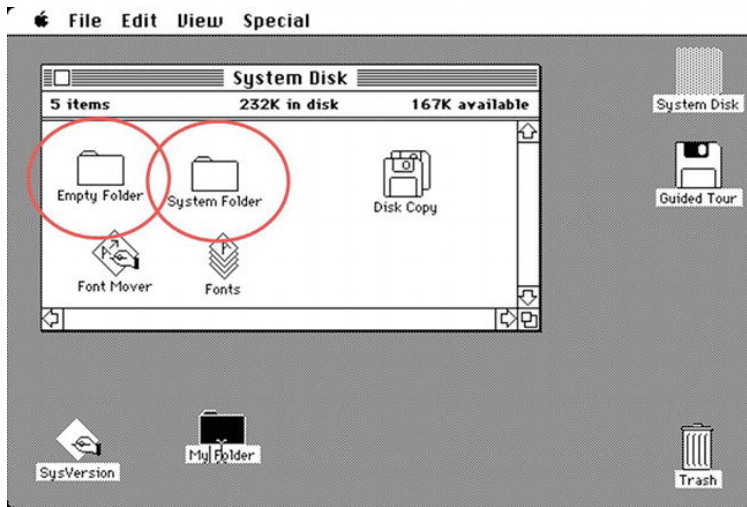 File Edit View Special
System Disk
5 items 232K in disk 167K available
System Disk
Empty Folder
System Folder
Disk Copy
Guided Tour
Font Mover
Fonts
My Folder
SysVersion
Trash